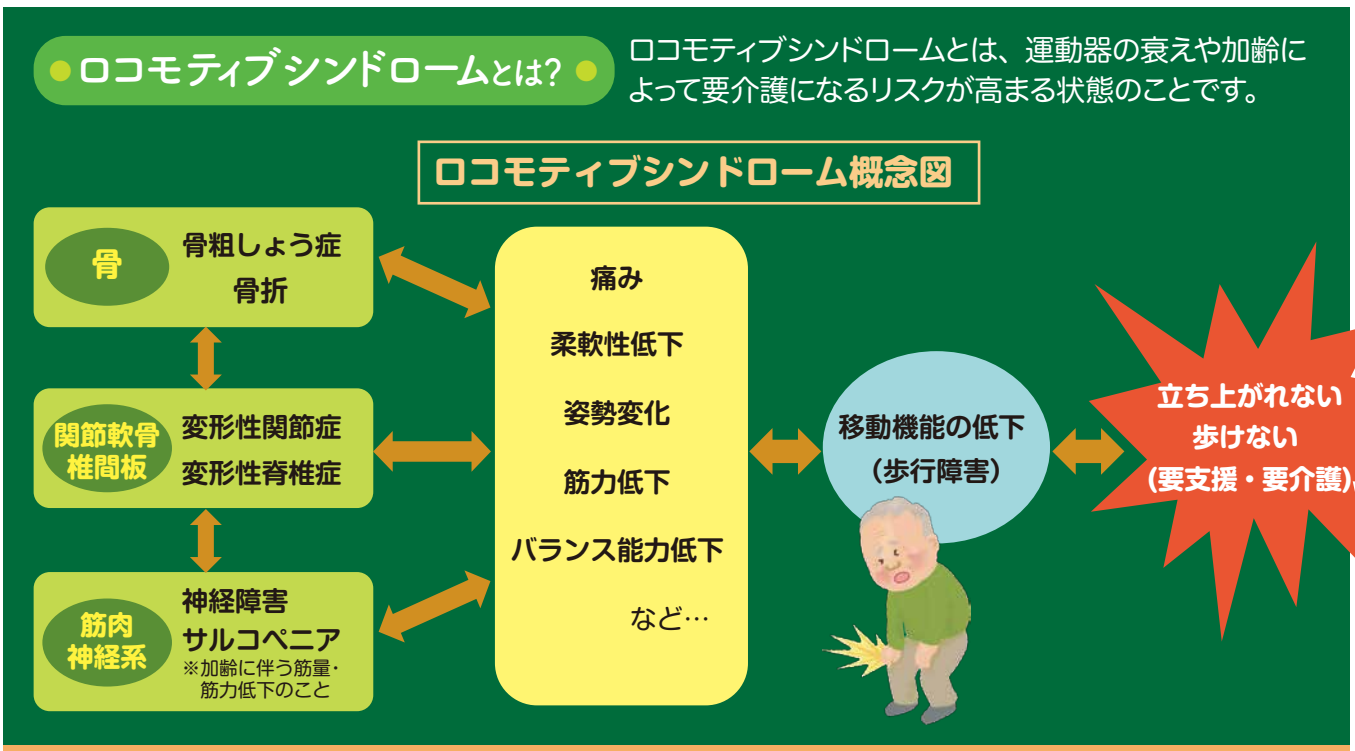 ロコモティブシンドロームとは?
ロコモティブシンドロームとは、運動器の衰えや加齢に
よって要介護になるリスクが高まる状態のことです。
ロコモティブシンドローム概念図
骨
骨粗しょう症
骨折
関節軟骨
椎間板
変形性関節症
変形性脊椎症
筋肉
神経系
神経障害
サルコペニア
※加齢に伴う筋量・
筋力低下のこと
痛み
柔軟性低下
姿勢変化
筋力低下
バランス能力低下
など…
移動機能の低下
（歩行障害）
立ち上がれない
歩けない
(要支援・要介護)